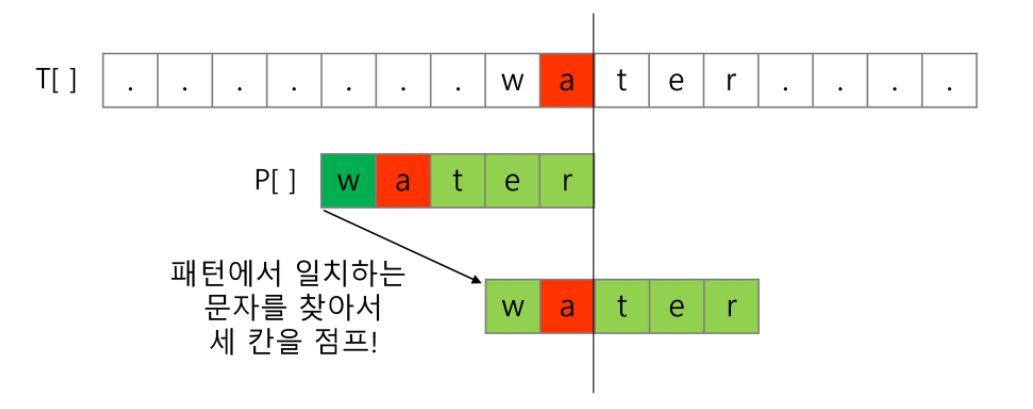 T[ ] . . . . . . . w a t e r . . . .
P[ ] w a t e r
패턴에서 일치하는
문자를 찾아서
세 칸을 점프!
w a t e r